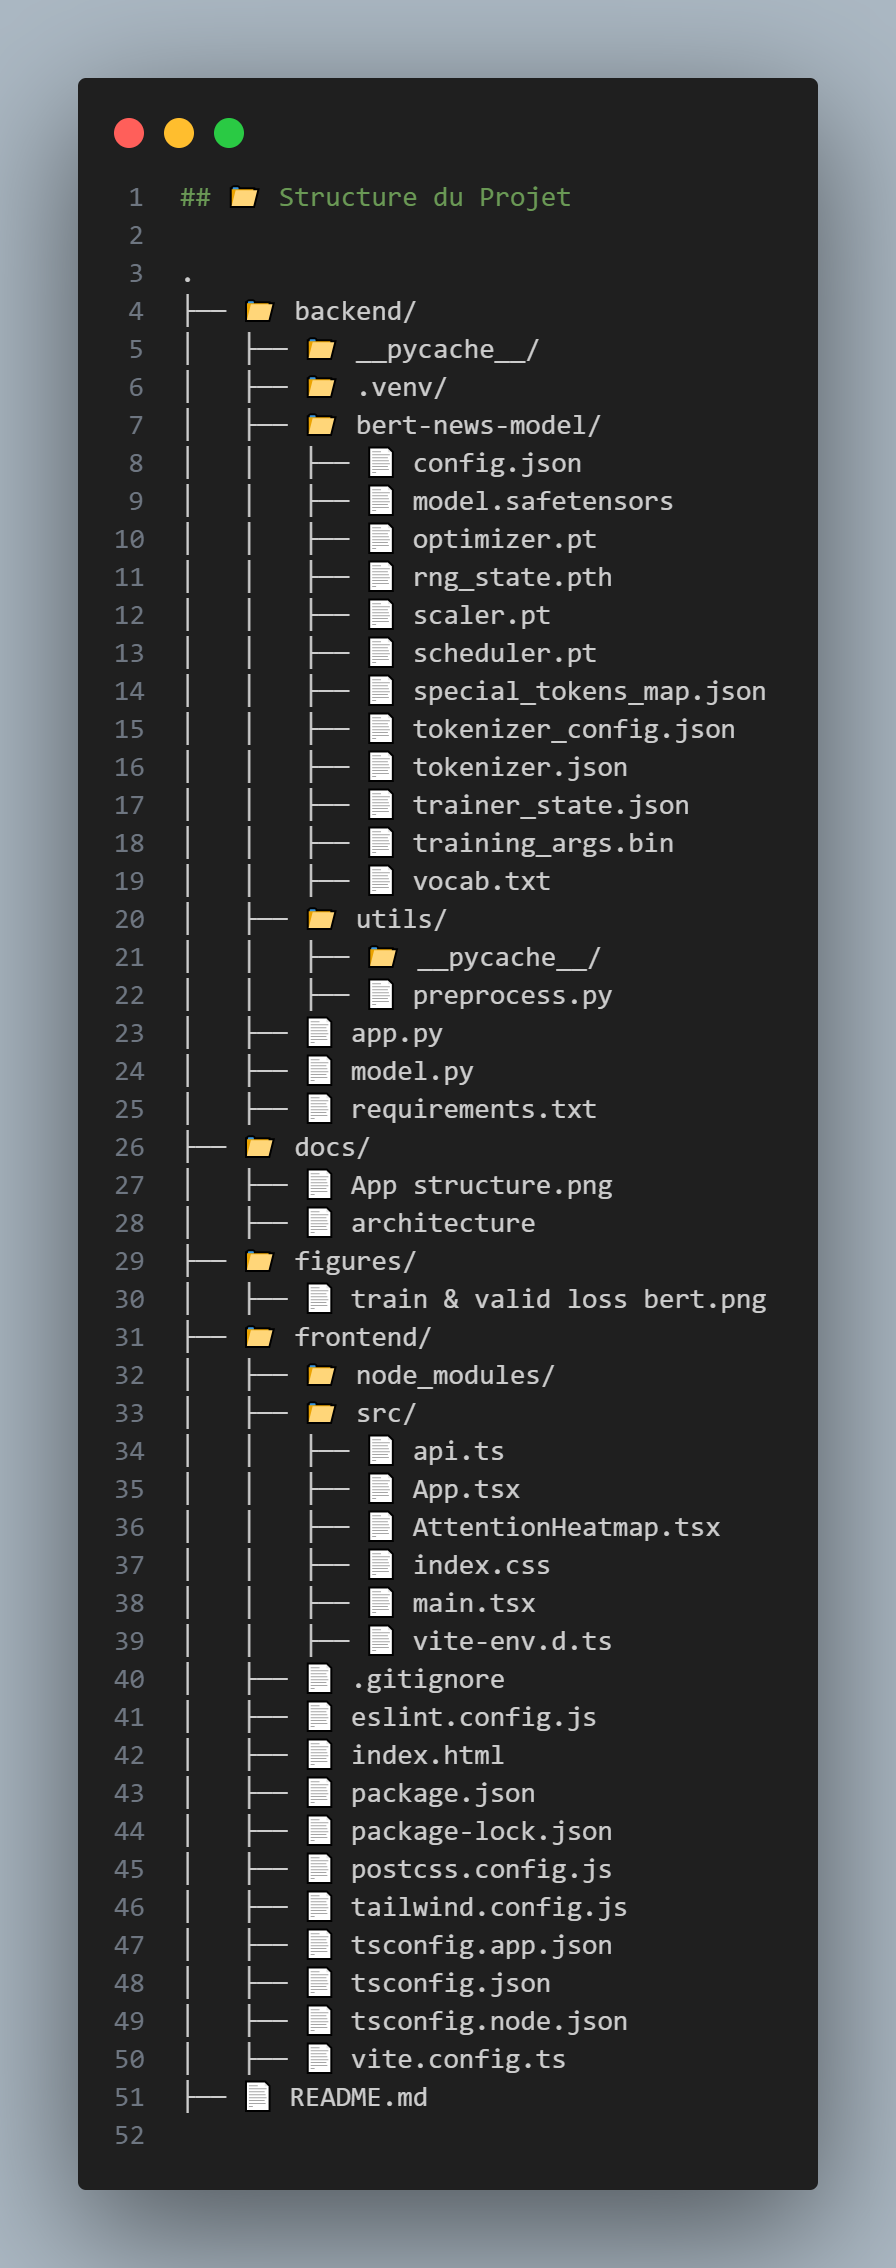 1 ## 📁 Structure du Projet
2
3 .
4 ├── 📁 backend/
5 │   ├── 📁 __pycache__/
6 │   ├── 📁 .venv/
7 │   ├── 📁 bert-news-model/
8 │   │   ├── 📄 config.json
9 │   │   ├── 📄 model.safetensors
10 │   │   ├── 📄 optimizer.pt
11 │   │   ├── 📄 rng_state.pth
12 │   │   ├── 📄 scaler.pt
13 │   │   ├── 📄 scheduler.pt
14 │   │   ├── 📄 special_tokens_map.json
15 │   │   ├── 📄 tokenizer_config.json
16 │   │   ├── 📄 tokenizer.json
17 │   │   ├── 📄 trainer_state.json
18 │   │   ├── 📄 training_args.bin
19 │   │   ├── 📄 vocab.txt
20 │   ├── 📁 utils/
21 │   │   ├── 📁 __pycache__/
22 │   │   ├── 📄 preprocess.py
23 │   ├── 📄 app.py
24 │   ├── 📄 model.py
25 │   ├── 📄 requirements.txt
26 ├── 📁 docs/
27 │   ├── 📄 App structure.png
28 │   ├── 📄 architecture
29 ├── 📁 figures/
30 │   ├── 📄 train & valid loss bert.png
31 ├── 📁 frontend/
32 │   ├── 📁 node_modules/
33 │   ├── 📁 src/
34 │   │   ├── 📄 api.ts
35 │   │   ├── 📄 App.tsx
36 │   │   ├── 📄 AttentionHeatmap.tsx
37 │   │   ├── 📄 index.css
38 │   │   ├── 📄 main.tsx
39 │   │   ├── 📄 vite-env.d.ts
40 │   ├── 📄 .gitignore
41 │   ├── 📄 eslint.config.js
42 │   ├── 📄 index.html
43 │   ├── 📄 package.json
44 │   ├── 📄 package-lock.json
45 │   ├── 📄 postcss.config.js
46 │   ├── 📄 tailwind.config.js
47 │   ├── 📄 tsconfig.app.json
48 │   ├── 📄 tsconfig.json
49 │   ├── 📄 tsconfig.node.json
50 │   ├── 📄 vite.config.ts
51 ├── 📄 README.md
52